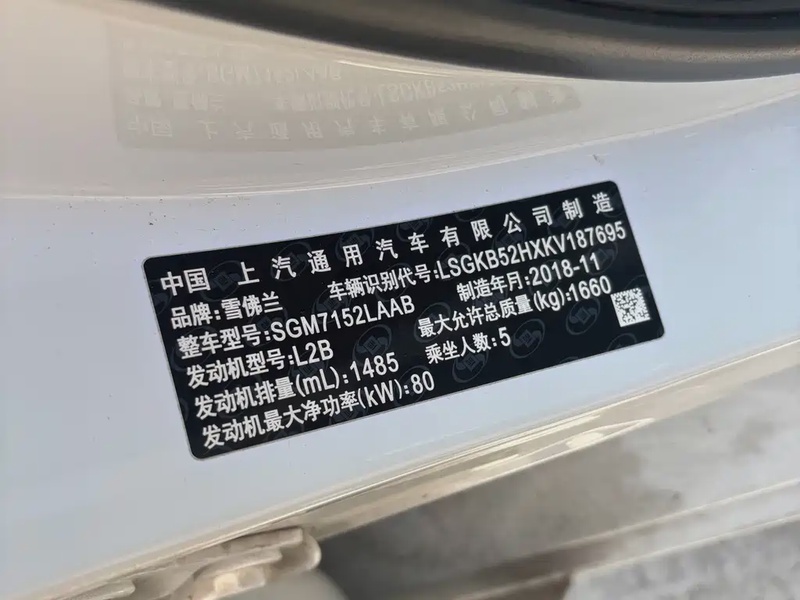 中国 上汽通用汽车有限公司制造
品牌:雪佛兰 车辆识别代号:LSGKB52HXKV187695
整车型号:SGM7152LAAB 制造年月:2018-11
发动机型号:L2B 最大允许总质量(kg):1660
发动机排量(mL):1485 乘坐人数:5
发动机最大净功率(kW):80